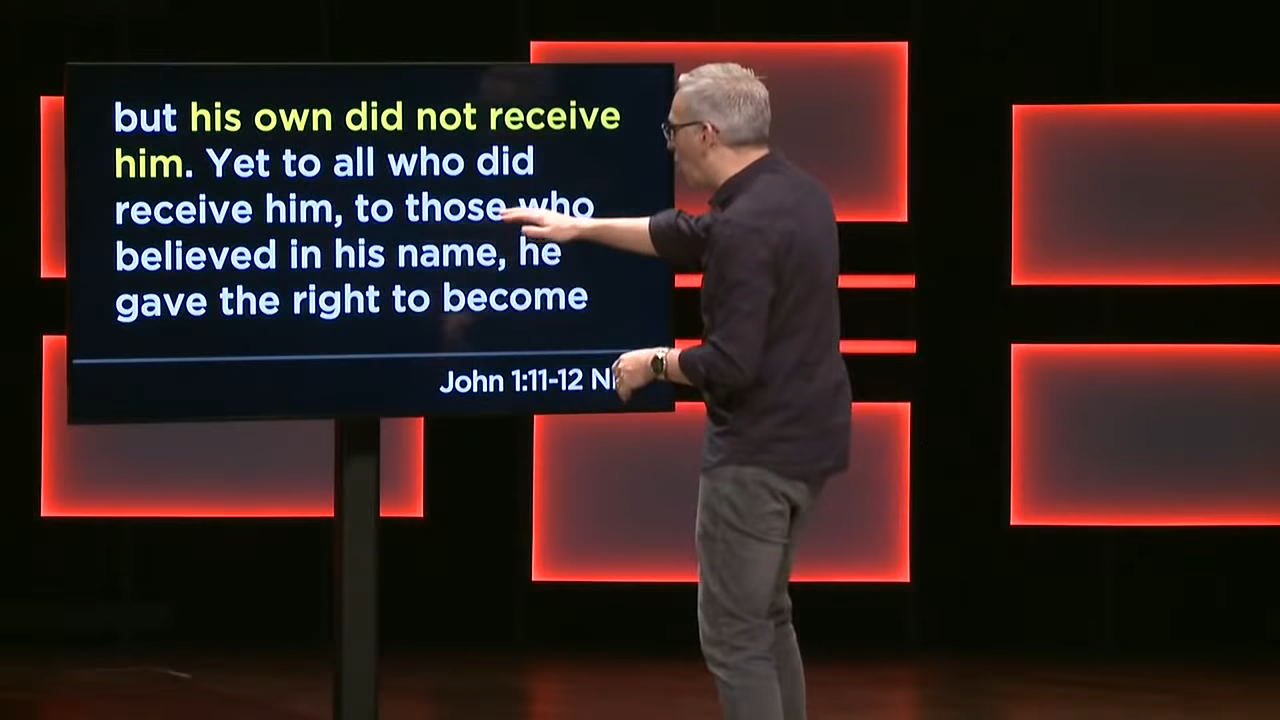 but his own did not receive
him. Yet to all who did
receive him, to those who
believed in his name, he
gave the right to become
John 1:11-12